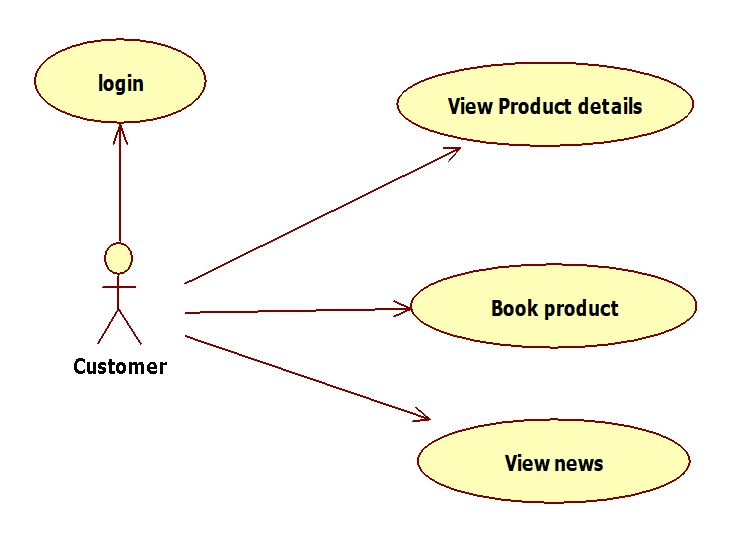 login
View Product details
Book product
Customer
View news